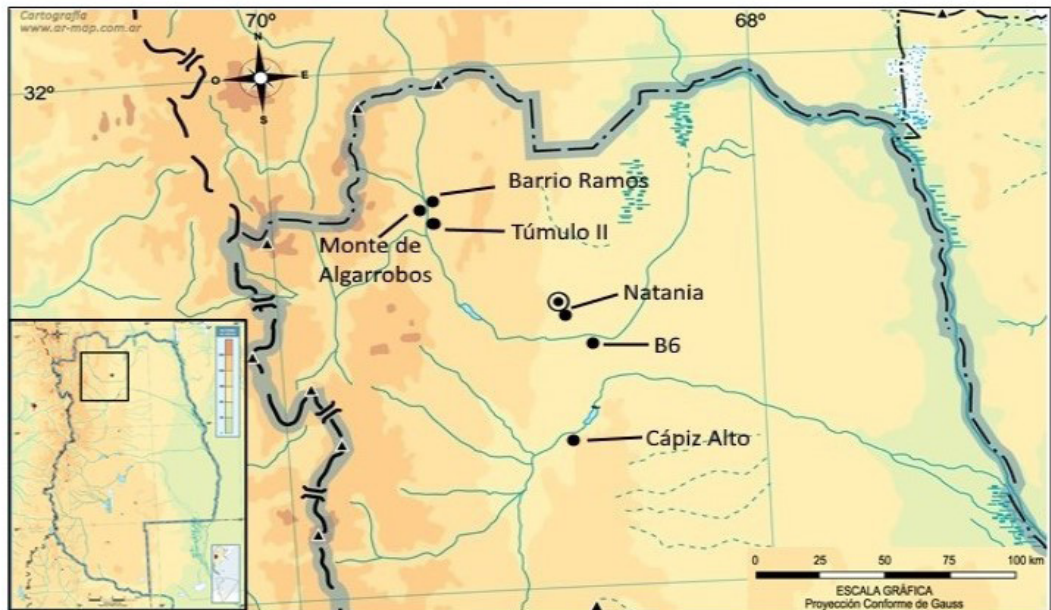 Cartografía
www.ar-map.com.ar
70°
68°
N
O
E
S
32°
Barrio Ramos
Monte de
Algarrobos
Túmulo II
Natania
B6
Cápiz Alto
0 25 50 75 100 km
ESCALA GRÁFICA
Proyección Conforme de Gauss